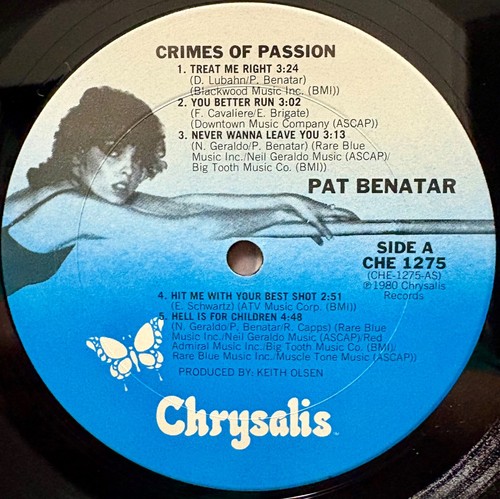 CRIMES OF PASSION
1. TREAT ME RIGHT 3:24
(D. Lubahn/P. Benatar)
(Blackwood Music Inc. (BMI))
2. YOU BETTER RUN 3:02
(F. Cavaliere/E. Brigate)
(Downtown Music Company (ASCAP))
3. NEVER WANNA LEAVE YOU 3:13
(N. Geraldo/P. Benatar) (Rare Blue
Music Inc./Neil Geraldo Music (ASCAP)/
Big Tooth Music Co. (BMI))
PAT BENATAR
SIDE A
CHE 1275
(CHE-1275-AS)
℗1980 Chrysalis
Records
4. HIT ME WITH YOUR BEST SHOT 2:51
(E. Schwartz) (ATV Music Corp. (BMI))
5. HELL IS FOR CHILDREN 4:48
(N. Geraldo/P. Benatar/R. Capps) (Rare Blue
Music Inc./Neil Geraldo Music (ASCAP)/Red
Admiral Music Inc./Big Tooth Music Co. (BMI)/
Rare Blue Music Inc./Muscle Tone Music (ASCAP))
PRODUCED BY: KEITH OLSEN
Chrysalis™